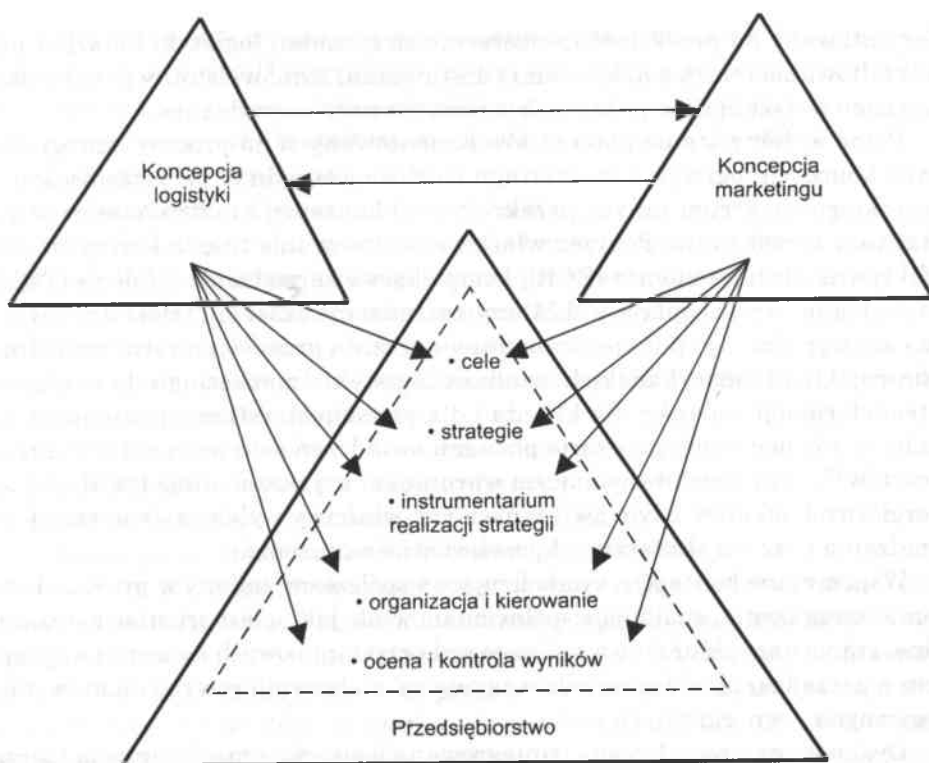 Koncepcja
logistyki
Koncepcja
marketingu
• cele
• strategie
• instrumentarium
realizacji strategii
• organizacja i kierowanie
• ocena i kontrola wyników
Przedsiębiorstwo